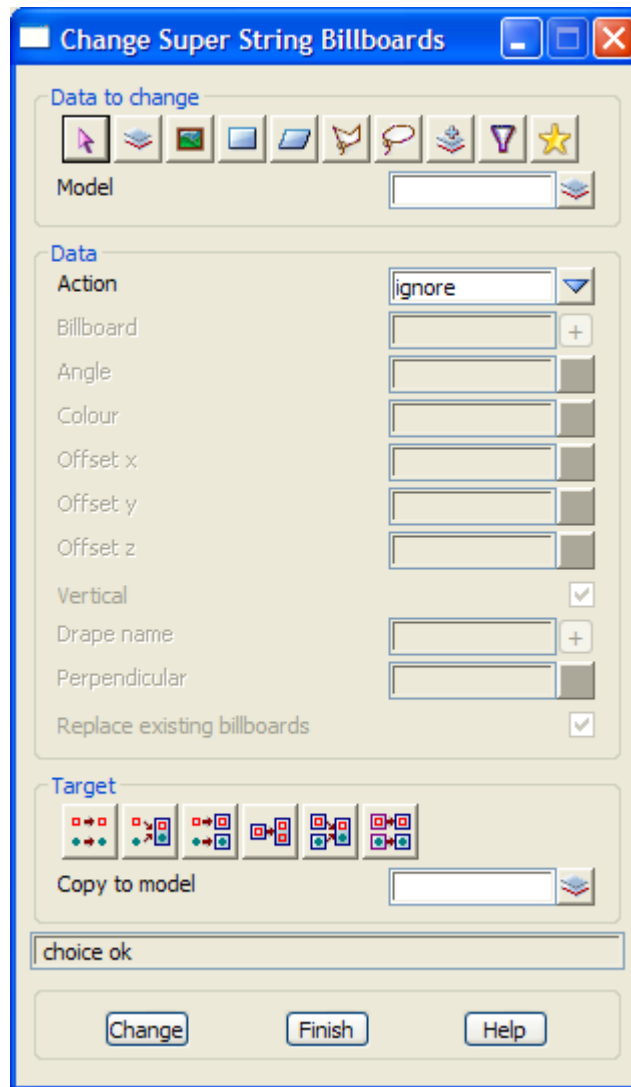 Change Super String Billboards
Data to change
Model
Data
Action ignore
Billboard
Angle
Colour
Offset x
Offset y
Offset z
Vertical
Drape name
Perpendicular
Replace existing billboards
Target
Copy to model
choice ok
Change Finish Help